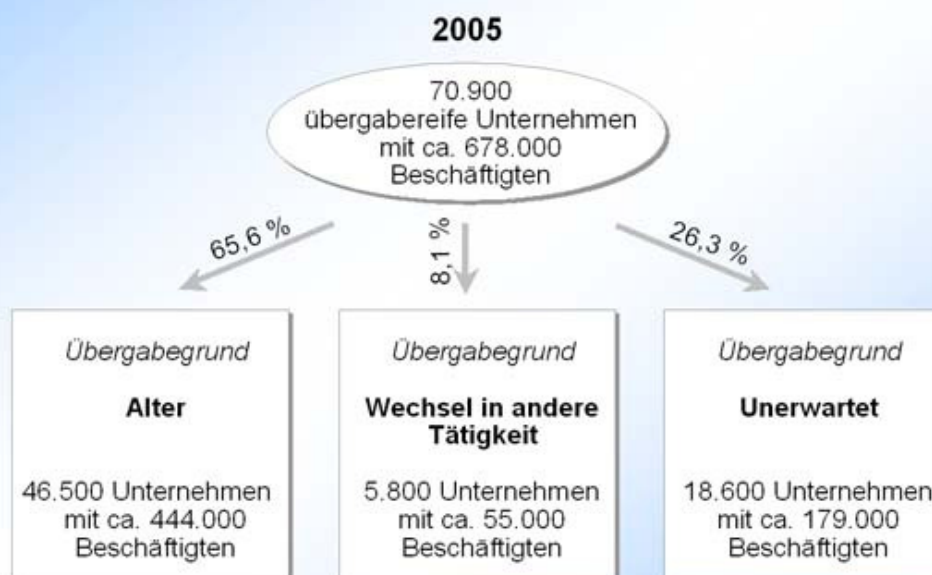 2005
70.900
übergabereife Unternehmen
mit ca. 678.000
Beschäftigten
65,6 %
8,1 %
26,3 %
Übergabegrund
Alter
46.500 Unternehmen
mit ca. 444.000
Beschäftigten
Übergabegrund
Wechsel in andere
Tätigkeit
5.800 Unternehmen
mit ca. 55.000
Beschäftigten
Übergabegrund
Unerwartet
18.600 Unternehmen
mit ca. 179.000
Beschäftigten